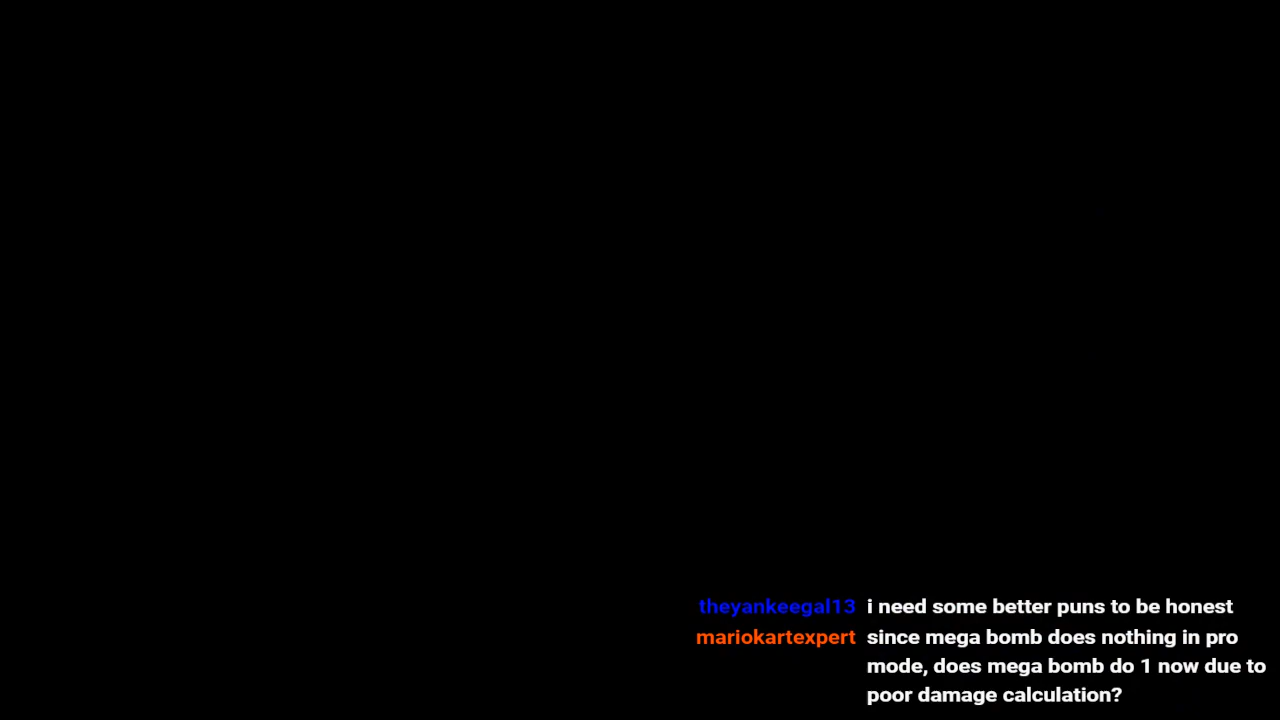 theyankeegal13 i need some better puns to be honest
mariokartexpert since mega bomb does nothing in pro
mode, does mega bomb do 1 now due to
poor damage calculation?